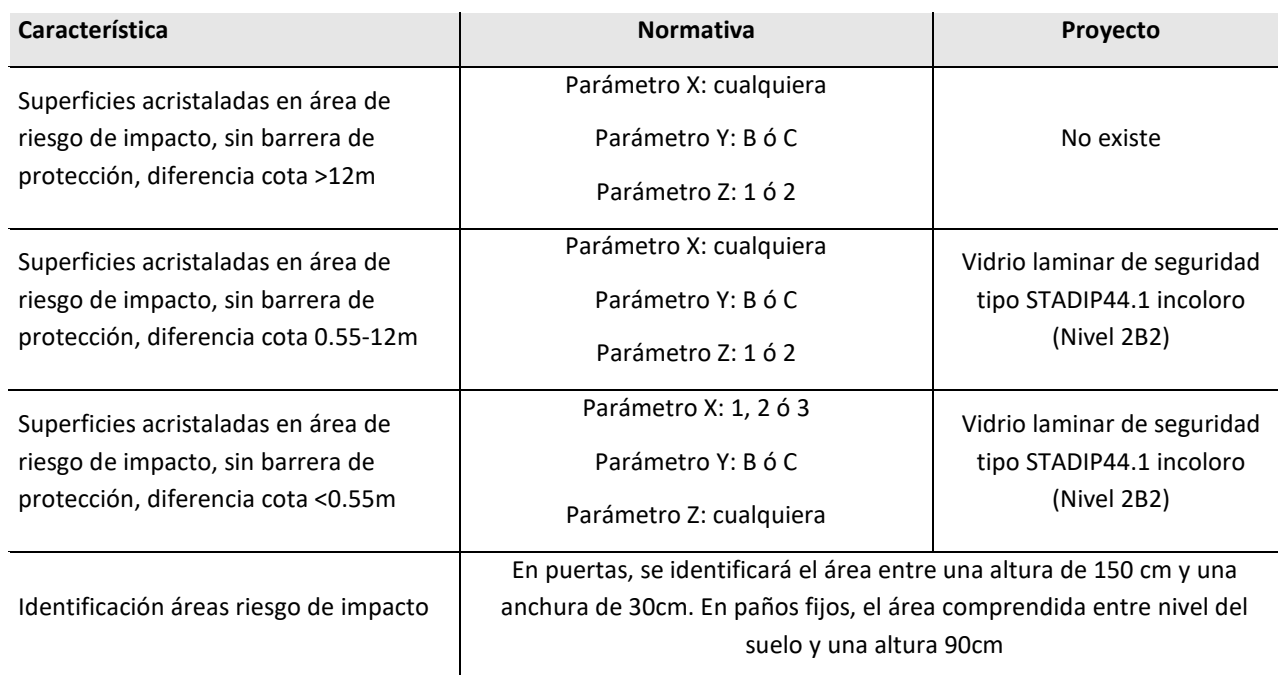 Característica
Normativa
Proyecto
Superficies acristaladas en área de
riesgo de impacto, sin barrera de
protección, diferencia cota >12m
Parámetro X: cualquiera
Parámetro Y: B ó C
Parámetro Z: 1 ó 2
No existe
Superficies acristaladas en área de
riesgo de impacto, sin barrera de
protección, diferencia cota 0.55-12m
Parámetro X: cualquiera
Parámetro Y: B ó C
Parámetro Z: 1 ó 2
Vidrio laminar de seguridad
tipo STADIP44.1 incoloro
(Nivel 2B2)
Superficies acristaladas en área de
riesgo de impacto, sin barrera de
protección, diferencia cota <0.55m
Parámetro X: 1, 2 ó 3
Parámetro Y: B ó C
Parámetro Z: cualquiera
Vidrio laminar de seguridad
tipo STADIP44.1 incoloro
(Nivel 2B2)
Identificación áreas riesgo de impacto
En puertas, se identificará el área entre una altura de 150 cm y una
anchura de 30cm. En paños fijos, el área comprendida entre nivel del
suelo y una altura 90cm